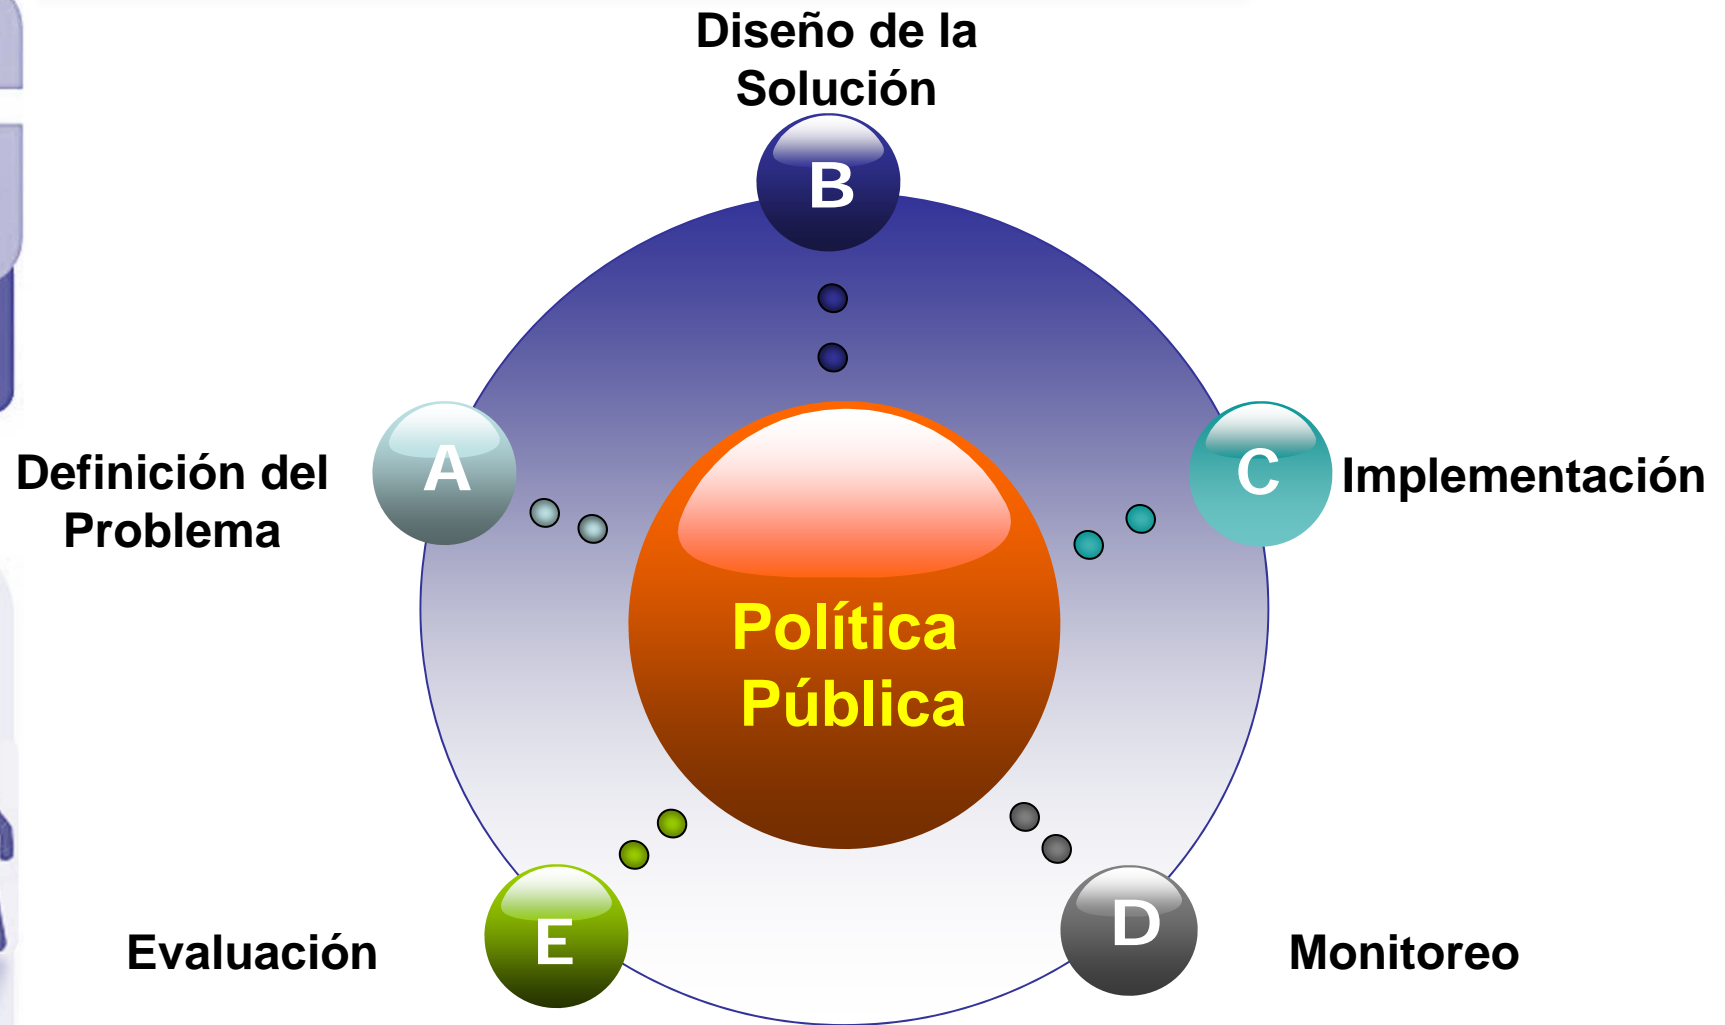 Diseño de la
Solución
B
A
Definición del
Problema
C
Implementación
Política
Pública
E
Evaluación
D
Monitoreo